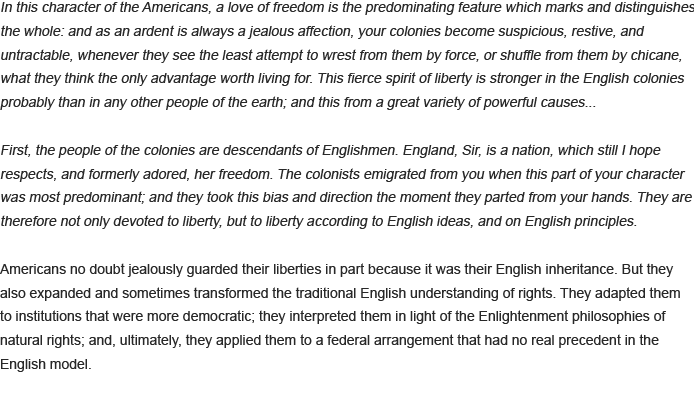 In this character of the Americans, a love of freedom is the predominating feature which marks and distinguishes
the whole: and as an ardent is always a jealous affection, your colonies become suspicious, restive, and
untractable, whenever they see the least attempt to wrest from them by force, or shuffle from them by chicane,
what they think the only advantage worth living for. This fierce spirit of liberty is stronger in the English colonies
probably than in any other people of the earth; and this from a great variety of powerful causes...
First, the people of the colonies are descendants of Englishmen. England, Sir, is a nation, which still I hope
respects, and formerly adored, her freedom. The colonists emigrated from you when this part of your character
was most predominant; and they took this bias and direction the moment they parted from your hands. They are
therefore not only devoted to liberty, but to liberty according to English ideas, and on English principles.
Americans no doubt jealously guarded their liberties in part because it was their English inheritance. But they
also expanded and sometimes transformed the traditional English understanding of rights. They adapted them
to institutions that were more democratic; they interpreted them in light of the Enlightenment philosophies of
natural rights; and, ultimately, they applied them to a federal arrangement that had no real precedent in the
English model.